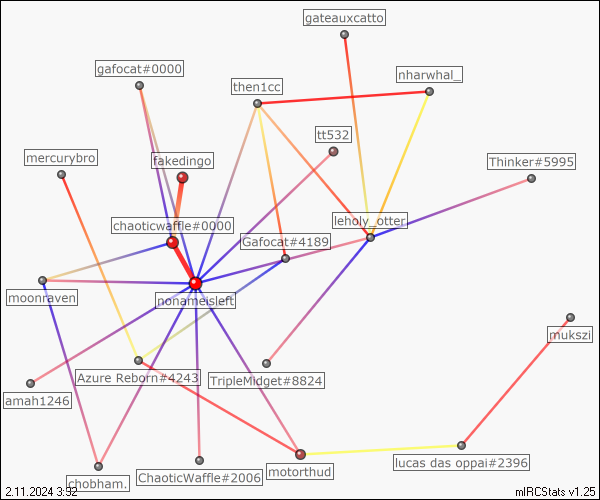 gateauxcatto
gafocat#0000
nharwhal_
then1cc
tt532
mercurybro
fakedingo
Thinker#5995
chaoticwaffle#0000
leholy_otter
Gafocat#4189
moonraven
nonameisleft
mukszi
Azure Reborn#4243
TripleMidget#8824
amah1246
lucas das oppai#2396
motorthud
ChaoticWaffle#2006
chobham.
2.11.2024 3:92
mIRCStats v1.25